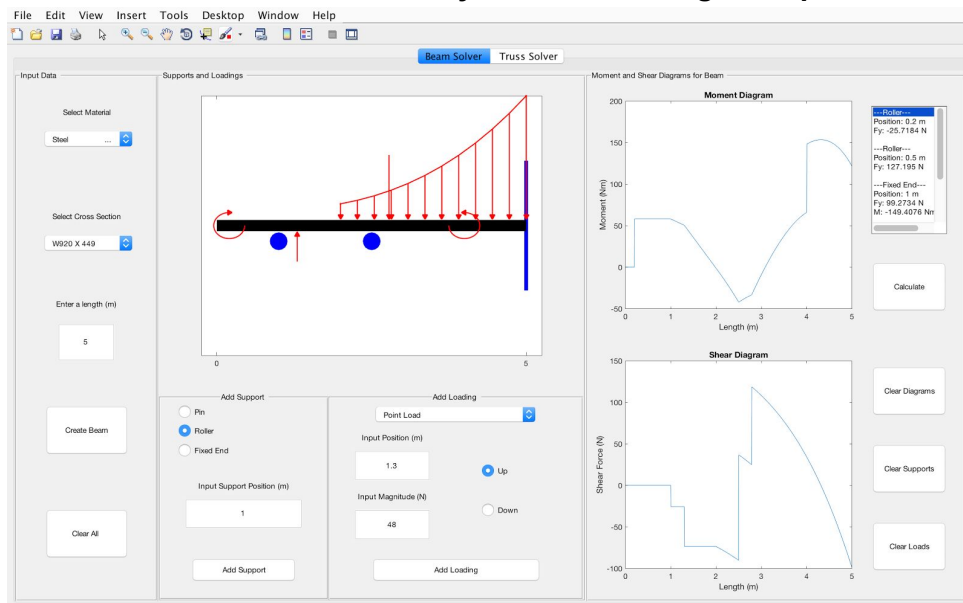 File Edit View Insert Tools Desktop Window Help
Beam Solver Truss Solver
Input Data
Select Material
Steel ...
Select Cross Section
W920 X 449
Enter a length (m)
5
Create Beam
Clear All
Supports and Loadings
0 5
Add Support
Pin
Roller
Fixed End
Input Support Position (m)
1
Add Support
Add Loading
Point Load
Input Position (m)
1.3
Up
Input Magnitude (N)
48
Down
Add Loading
Moment and Shear Diagrams for Beam
Moment Diagram
200
150
100
50
0
-50
Moment (Nm)
0 1 2 3 4 5
Length (m)
Shear Diagram
150
100
50
0
-50
-100
Shear Force (N)
0 1 2 3 4 5
Length (m)
---Roller---
Position: 0.2 m
Fy: -25.7184 N
---Roller---
Position: 0.5 m
Fy: 127.195 N
---Fixed End---
Position: 1 m
Fy: 99.2734 N
M: -149.4076 Nm
Calculate
Clear Diagrams
Clear Supports
Clear Loads